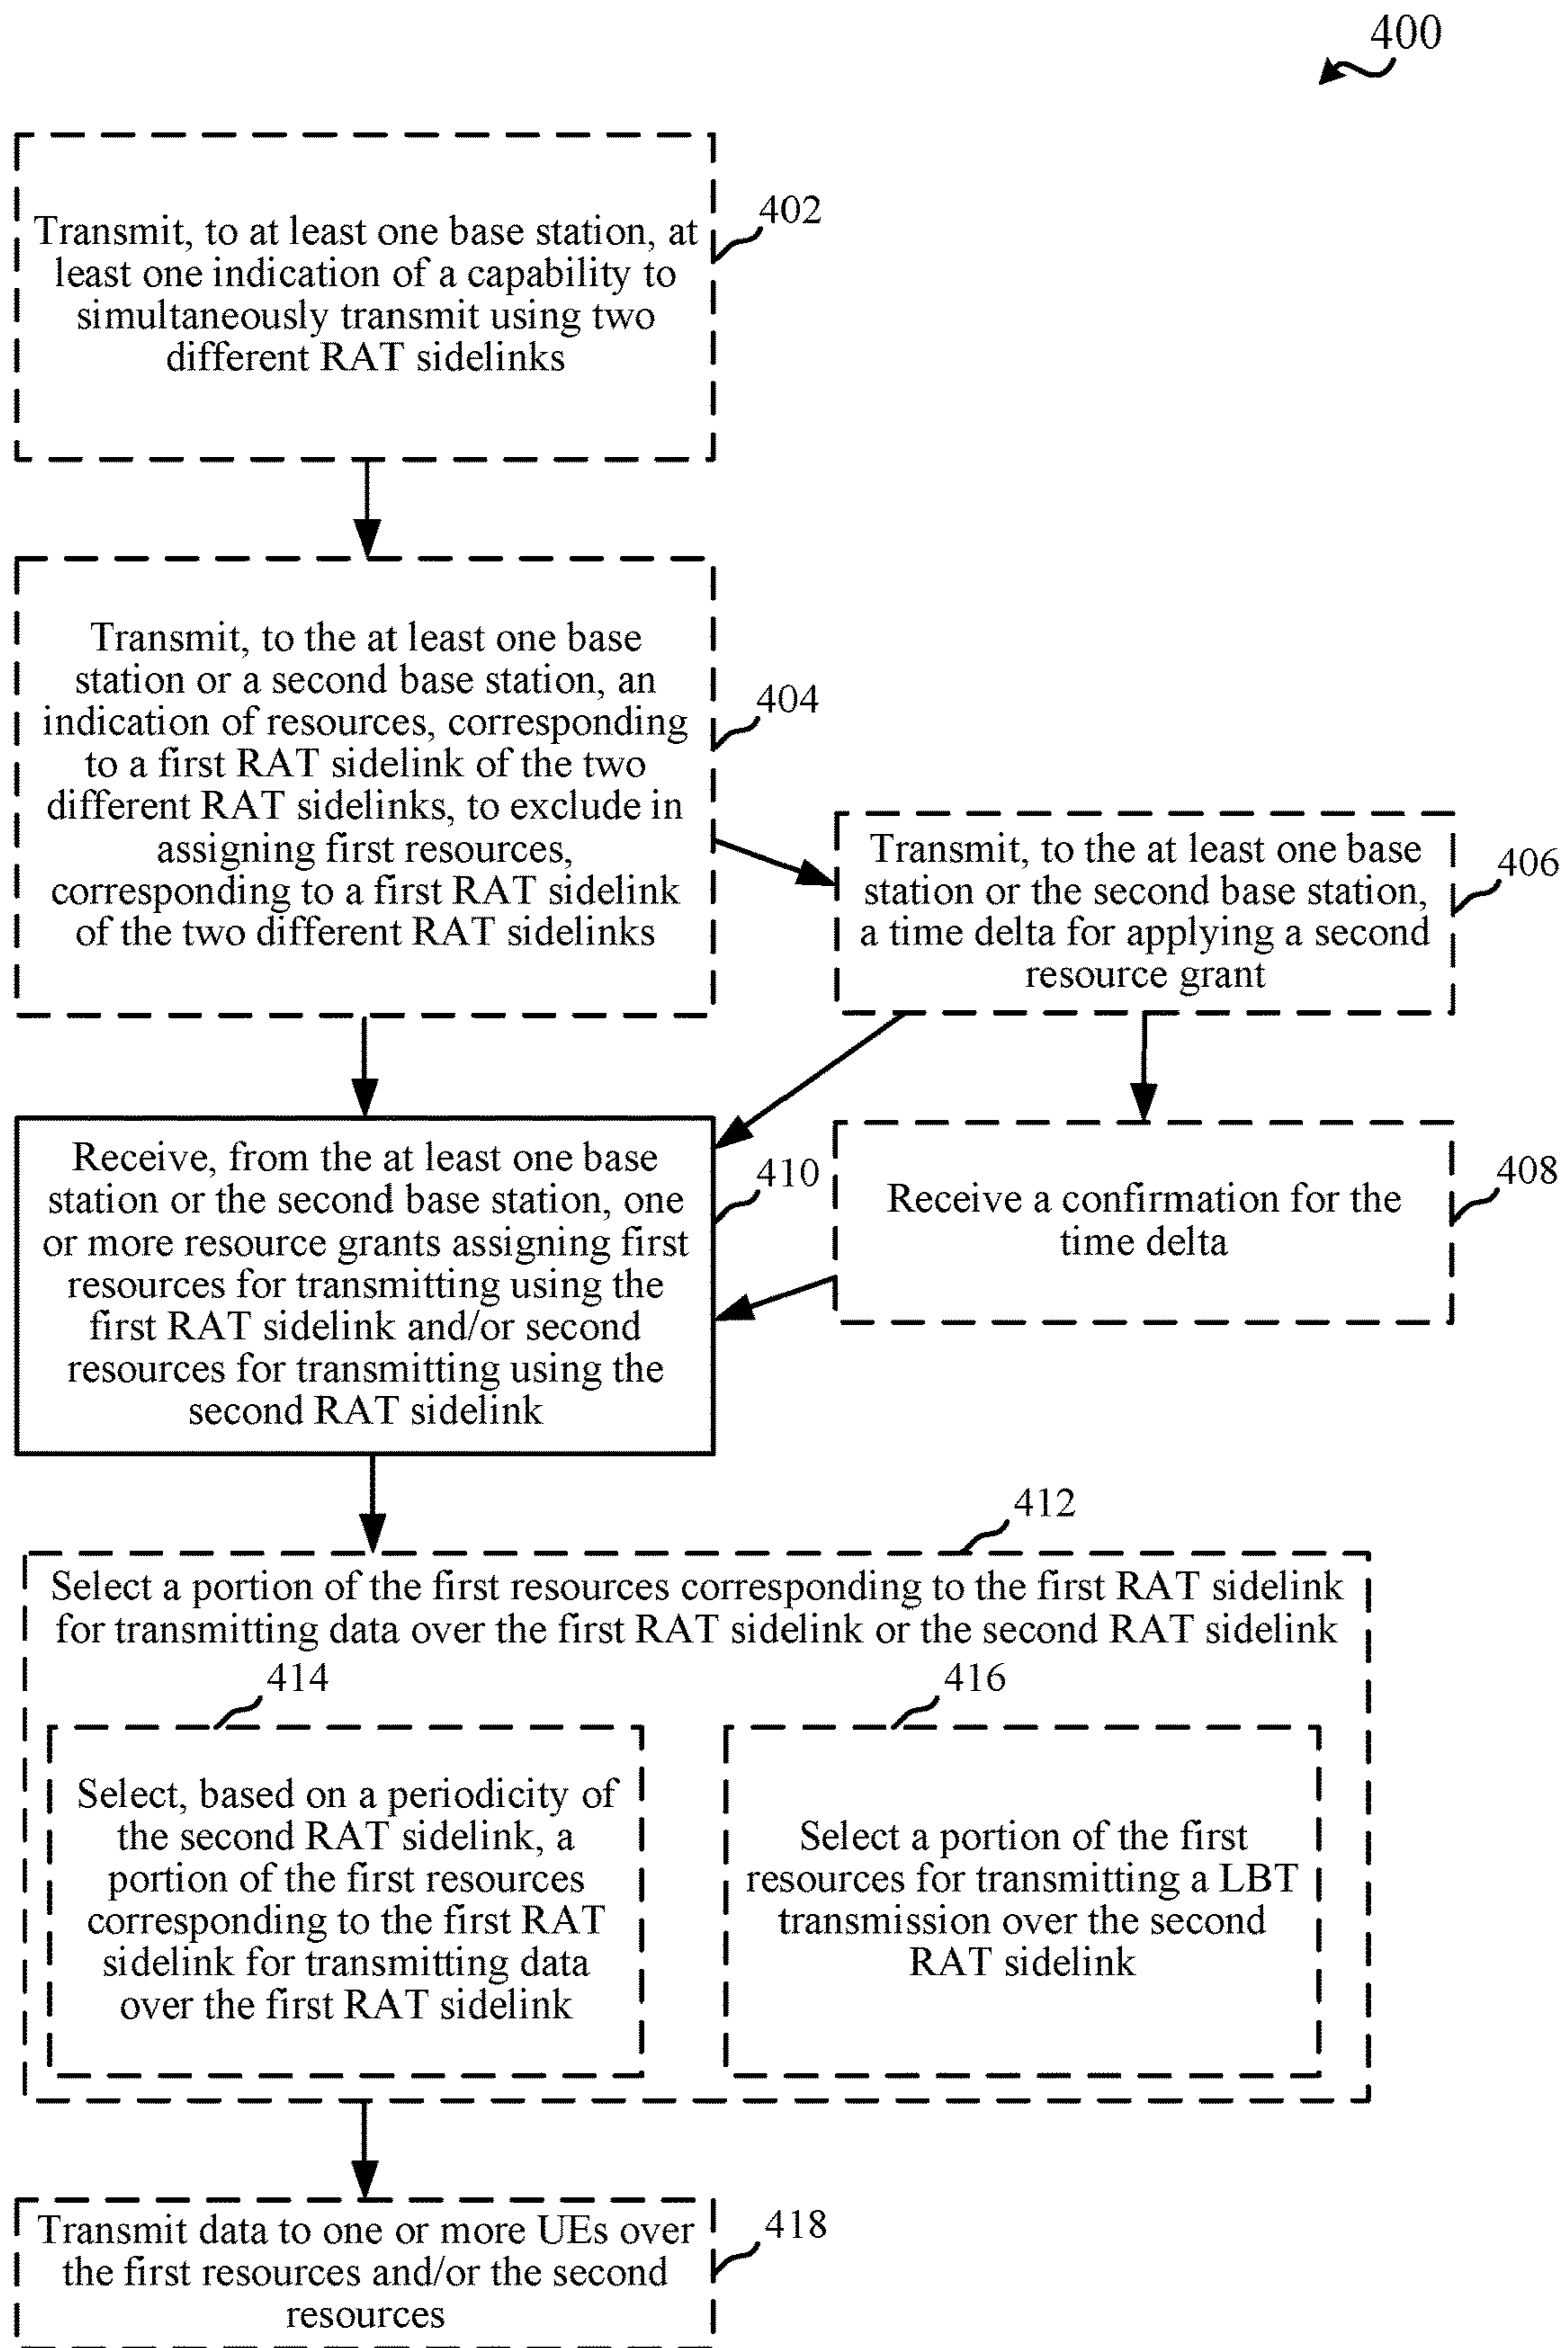 400
Transmit, to at least one base station, at
least one indication of a capability to
simultaneously transmit using two
different RAT sidelinks
402
Transmit, to the at least one base
station or a second base station, an
indication of resources, corresponding
to a first RAT sidelink of the two
different RAT sidelinks, to exclude in
assigning first resources,
corresponding to a first RAT sidelink
of the two different RAT sidelinks
404
Transmit, to the at least one base
station or the second base station,
a time delta for applying a second
resource grant
406
Receive a confirmation for the
time delta
408
Receive, from the at least one base
station or the second base station, one
or more resource grants assigning first
resources for transmitting using the
first RAT sidelink and/or second
resources for transmitting using the
second RAT sidelink
410
412
Select a portion of the first resources corresponding to the first RAT sidelink
for transmitting data over the first RAT sidelink or the second RAT sidelink
414
Select, based on a periodicity of
the second RAT sidelink, a
portion of the first resources
corresponding to the first RAT
sidelink for transmitting data
over the first RAT sidelink
416
Select a portion of the first
resources for transmitting a LBT
transmission over the second
RAT sidelink
Transmit data to one or more UEs over
the first resources and/or the second
resources
418